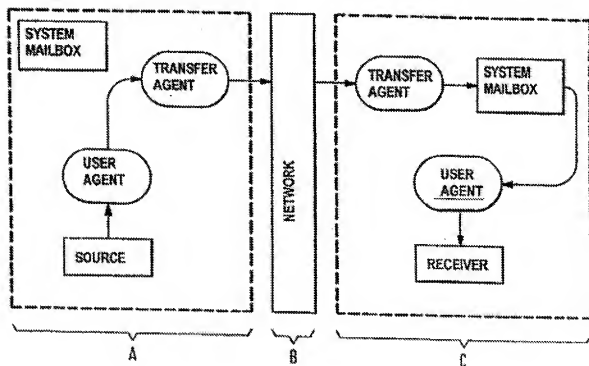 SYSTEM
MAILBOX
TRANSFER
AGENT
USER
AGENT
SOURCE
NETWORK
TRANSFER
AGENT
SYSTEM
MAILBOX
USER
AGENT
RECEIVER
A
B
C